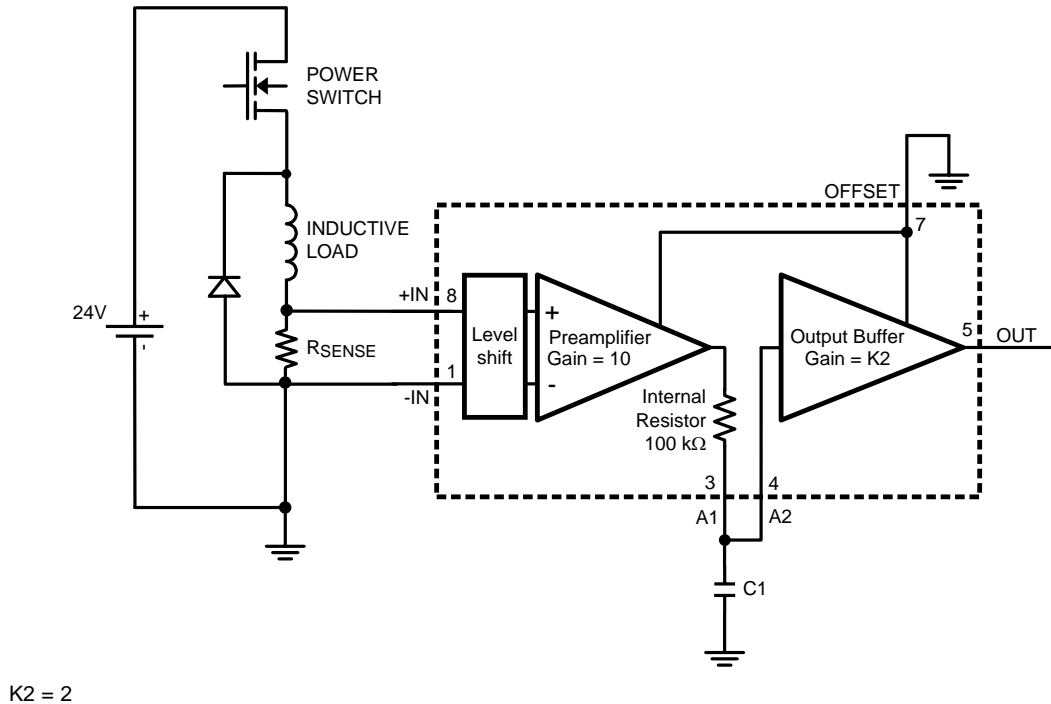 POWER
SWITCH
OFFSET
7
INDUCTIVE
LOAD
+IN
8
24V
+
-
RSENSE
Level
shift
+
-
Preamplifier
Gain = 10
Output Buffer
Gain = K2
5
OUT
1
-IN
Internal
Resistor
100 kΩ
3
4
A1
A2
C1
K2 = 2